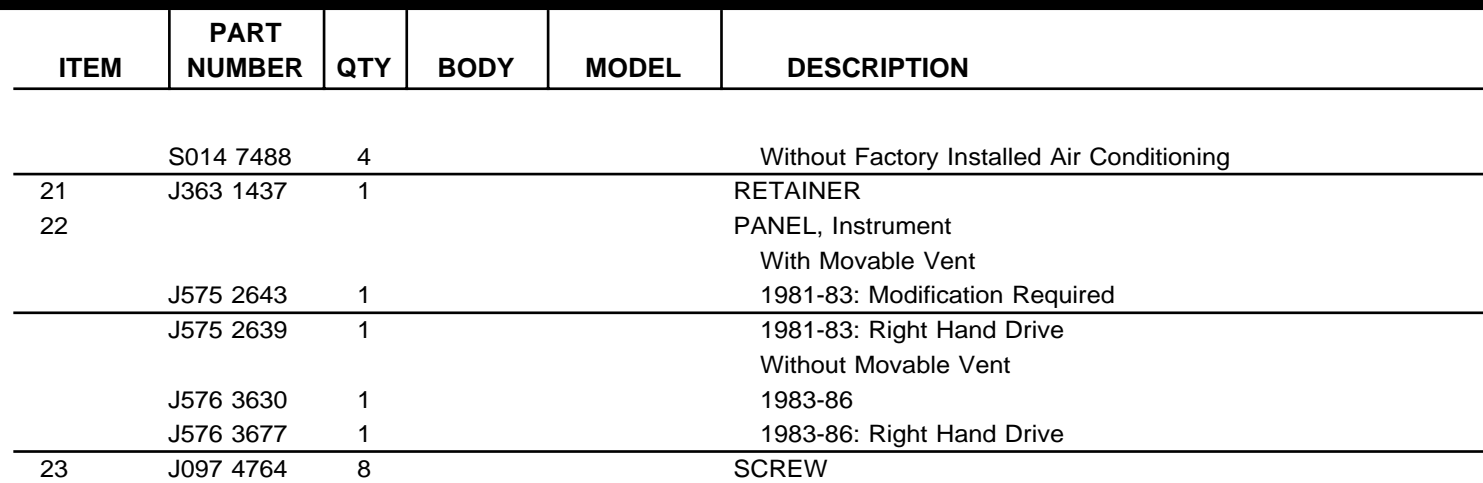 PART
ITEM NUMBER QTY BODY MODEL DESCRIPTION
S014 7488 4 Without Factory Installed Air Conditioning
21 J363 1437 1 RETAINER
22 PANEL, Instrument
With Movable Vent
J575 2643 1 1981-83: Modification Required
J575 2639 1 1981-83: Right Hand Drive
Without Movable Vent
J576 3630 1 1983-86
J576 3677 1 1983-86: Right Hand Drive
23 J097 4764 8 SCREW